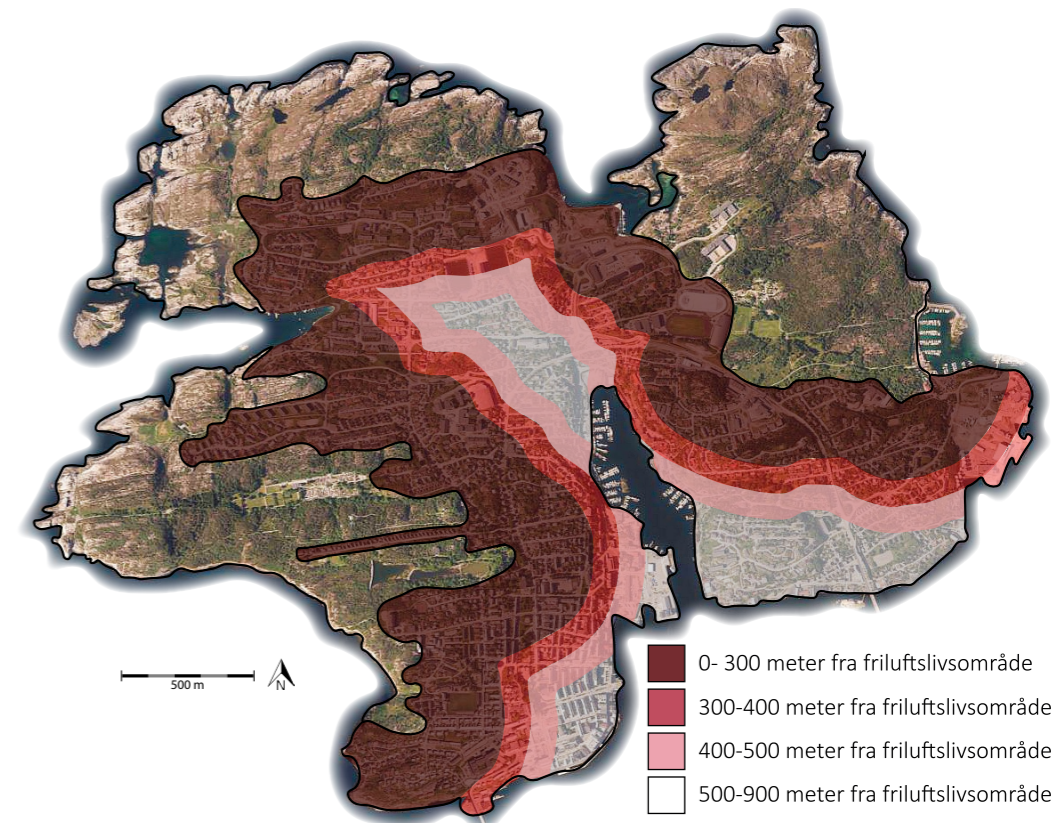 500 m
N
0- 300 meter fra friluftslivsområde
300-400 meter fra friluftslivsområde
400-500 meter fra friluftslivsområde
500-900 meter fra friluftslivsområde